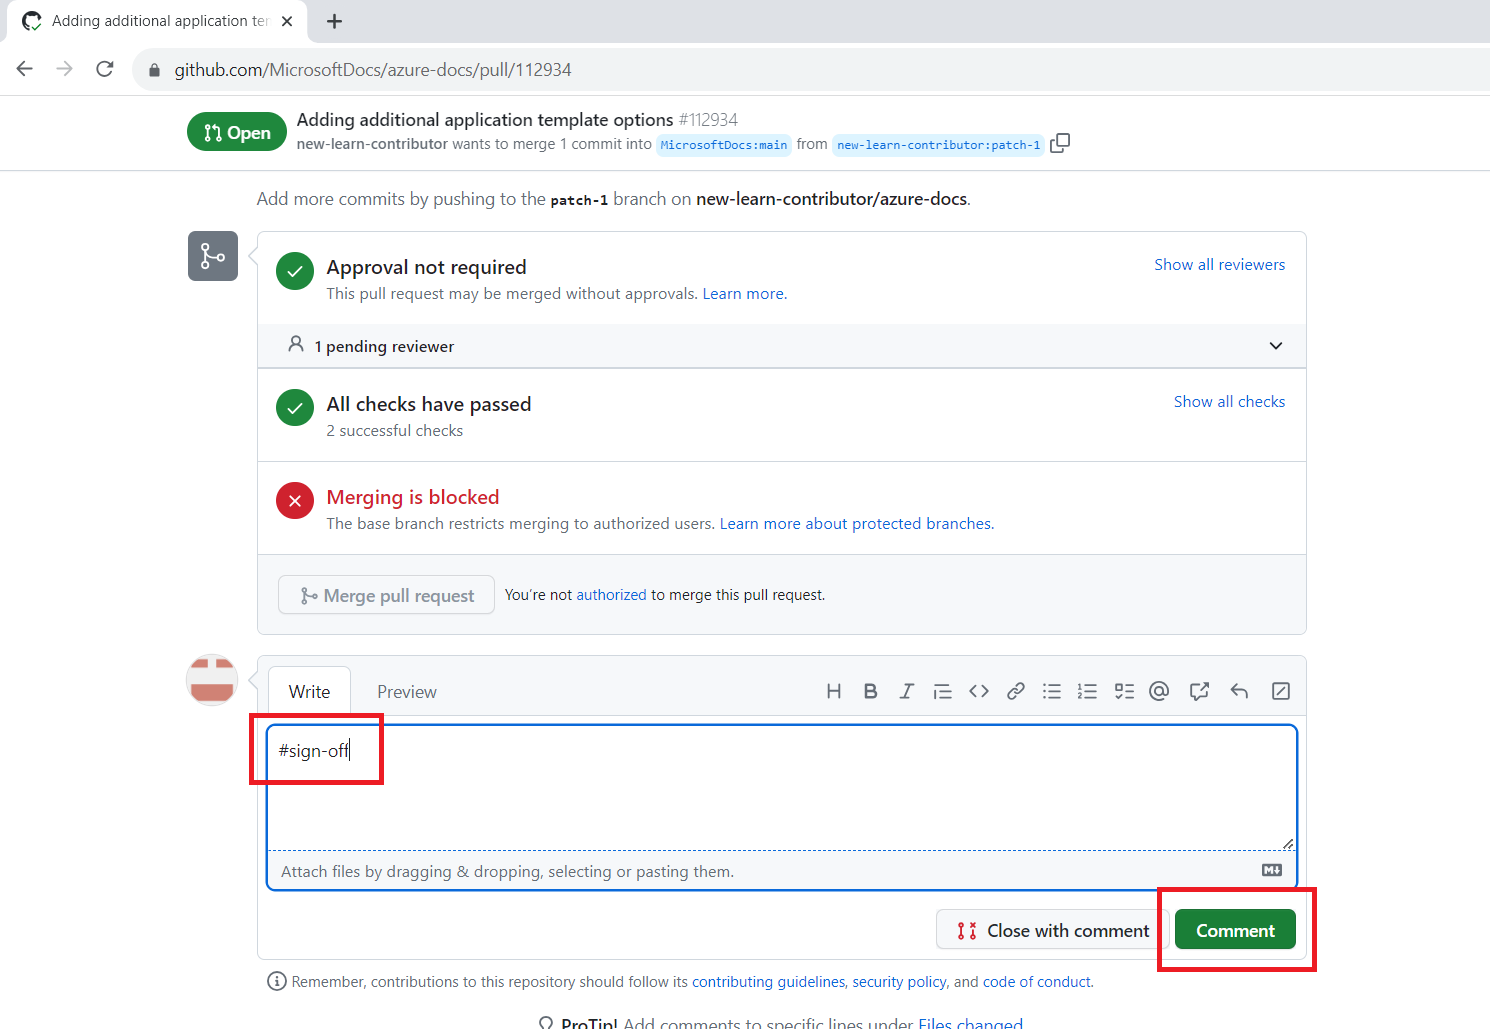 Adding additional application ter
github.com/MicrosoftDocs/azure-docs/pull/112934
Open
Adding additional application template options #112934
new-learn-contributor wants to merge 1 commit into MicrosoftDocs:main from new-learn-contributor:patch-1
Add more commits by pushing to the patch-1 branch on new-learn-contributor/azure-docs.
Approval not required
Show all reviewers
This pull request may be merged without approvals. Learn more.
1 pending reviewer
All checks have passed
Show all checks
2 successful checks
Merging is blocked
The base branch restricts merging to authorized users. Learn more about protected branches.
Merge pull request
You're not authorized to merge this pull request.
Write
Preview
#sign-off
Attach files by dragging & dropping, selecting or pasting them.
Close with comment
Comment
Remember, contributions to this repository should follow its contributing guidelines, security policy, and code of conduct.
ProTip! Add comments to specific lines under Files changed